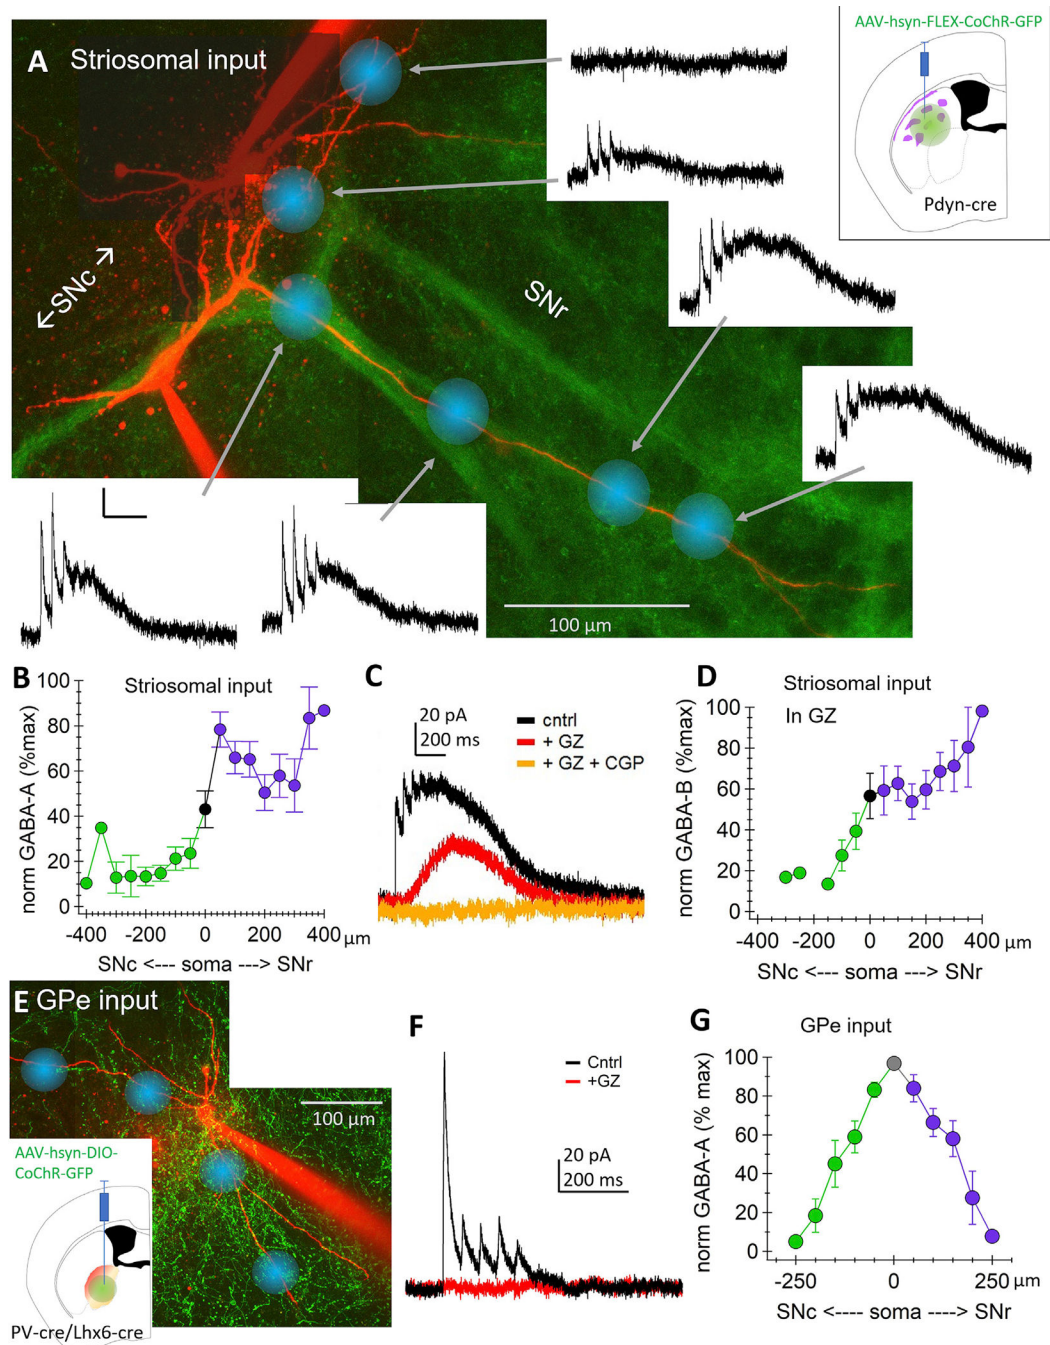 A Striosomal input
AAV-hsyn-FLEX-CoChR-GFP
Pdyn-cre
←SNc→
SNr
100 µm
B
Striosomal input
norm GABA-A (%max)
100
80
60
40
20
0
-400 -200 0 200 400 µm
SNc <--- soma ---> SNr
C
20 pA
200 ms
cntrl
+ GZ
+ GZ + CGP
D
Striosomal input
In GZ
norm GABA-B (%max)
100
80
60
40
20
0
-400 -200 0 200 400 µm
SNc <--- soma ---> SNr
E GPe input
100 µm
AAV-hsyn-DIO-
CoChR-GFP
PV-cre/Lhx6-cre
F
Cntrl
+GZ
20 pA
200 ms
G
GPe input
norm GABA-A (% max)
100
80
60
40
20
0
-250 0 250 µm
SNc <---- soma ----> SNr